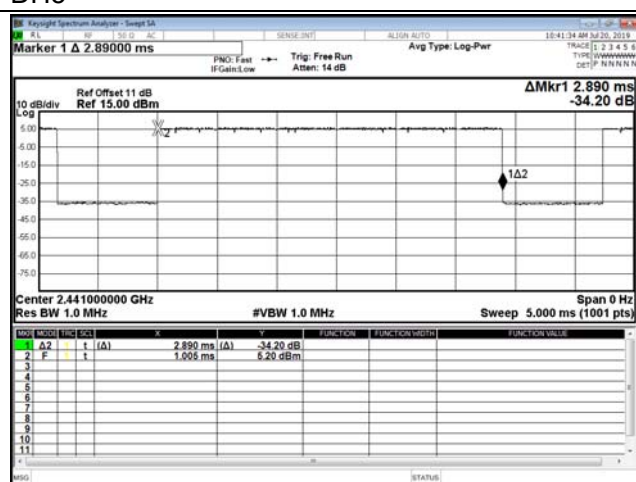 Keysight Spectrum Analyzer - Swept SA
RL RF 50 Ω AC SENSE:INT ALIGN AUTO 10:41:34 AM Jul 20, 2019
Marker 1 Δ 2.89000 ms
PNO: Fast
IFGain:Low
Trig: Free Run
Atten: 14 dB
Avg Type: Log-Pwr
TRACE 1 2 3 4 5 6
TYPE
DET P N N N N N
Ref Offset 11 dB
10 dB/div Ref 15.00 dBm
ΔMkr1 2.890 ms
-34.20 dB
Log
5.00
-5.00
-15.0
-25.0
-35.0
-45.0
-55.0
-65.0
-75.0
2
1Δ2
Center 2.441000000 GHz
Span 0 Hz
Res BW 1.0 MHz
#VBW 1.0 MHz
Sweep 5.000 ms (1001 pts)
MKR MODE TRC SCL X Y FUNCTION FUNCTION WIDTH FUNCTION VALUE
1 Δ2 1 t (Δ) 2.890 ms (Δ) -34.20 dB
2 F 1 t 1.005 ms 5.20 dBm
3
4
5
6
7
8
9
10
11
MSG
STATUS